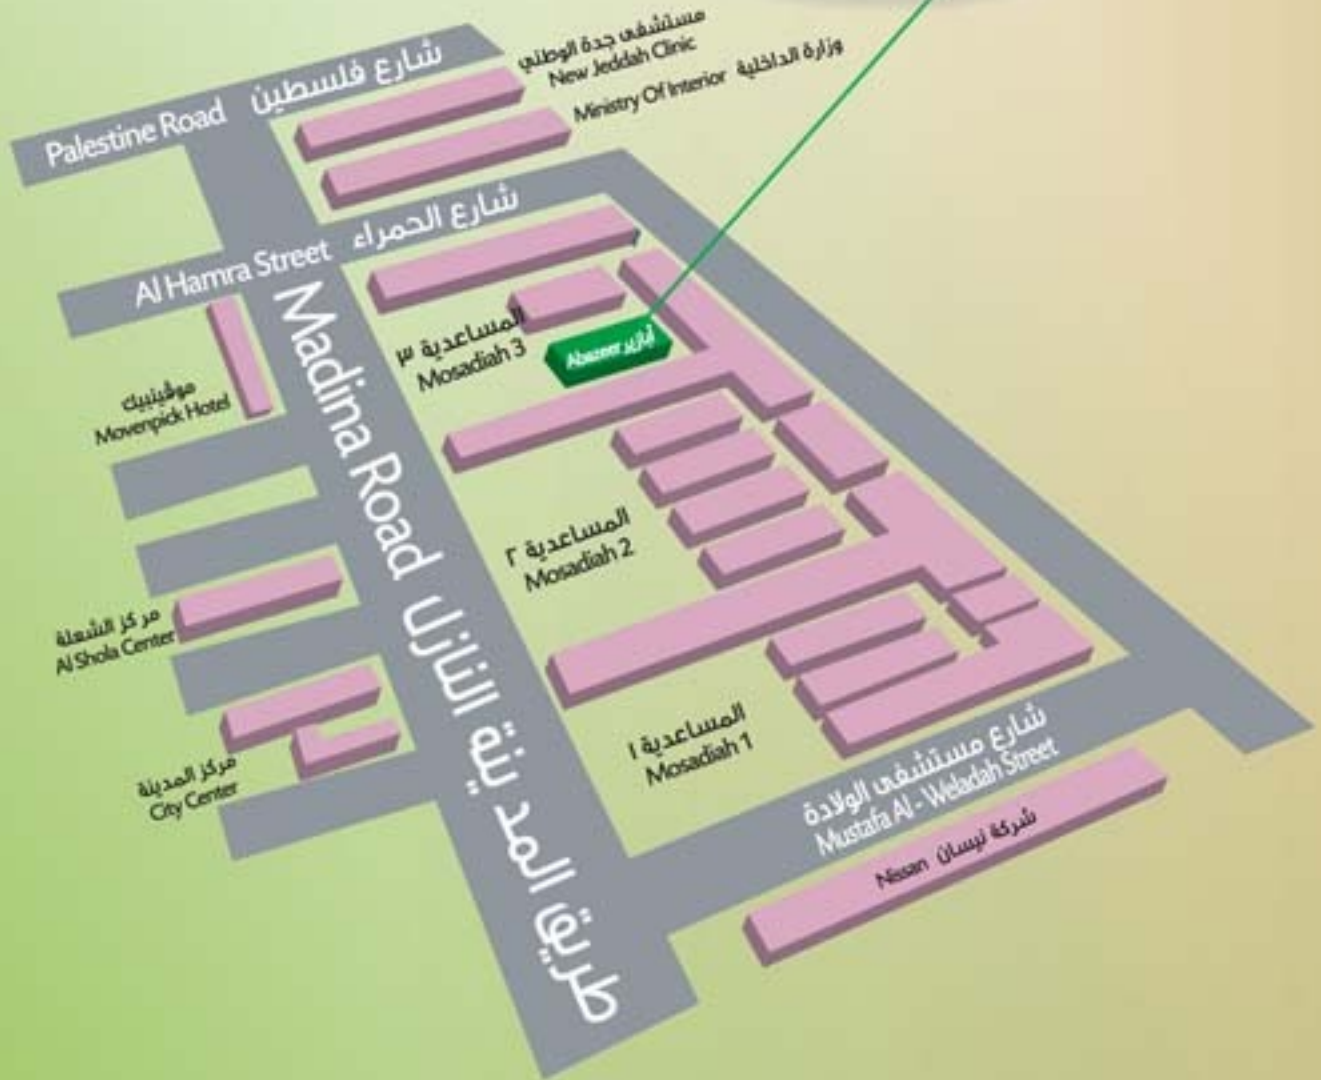 مستشفى جدة الوطني
New Jeddah Clinic
Ministry Of Interior وزارة الداخلية
Palestine Road شارع فلسطين
Al Hamra Street شارع الحمراء
Madina Road طريق المد ينة النازل
المساعدية ٣
Mosadiah 3
Abazeer أبازير
موڤينبيك
Movenpick Hotel
المساعدية ٢
Mosadiah 2
مركز الشعلة
Al Shola Center
المساعدية ١
Mosadiah 1
مركز المدينة
City Center
شارع مستشفى الولادة
Mustafa Al - Weladah Street
Nissan شركة نيسان